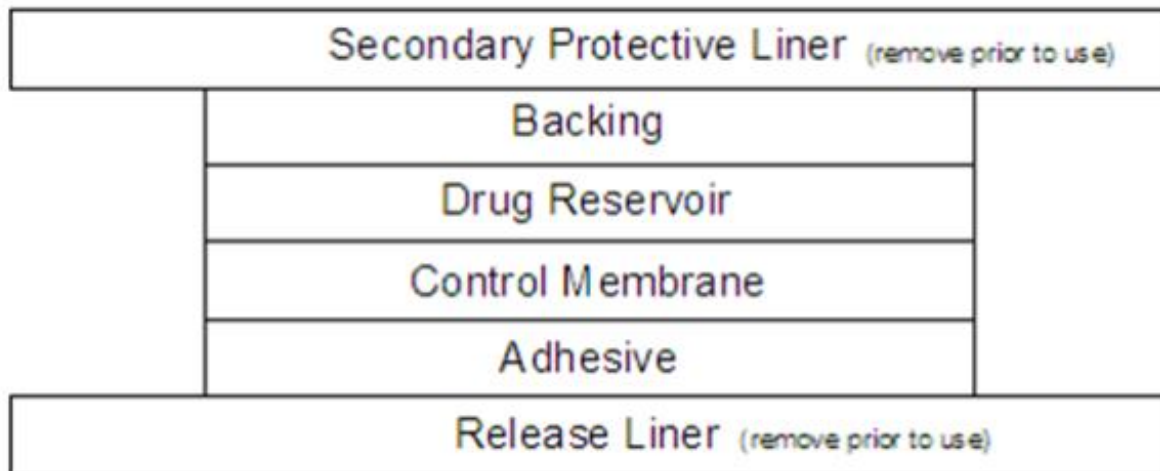 Secondary Protective Liner (remove prior to use)
Backing
Drug Reservoir
Control Membrane
Adhesive
Release Liner (remove prior to use)